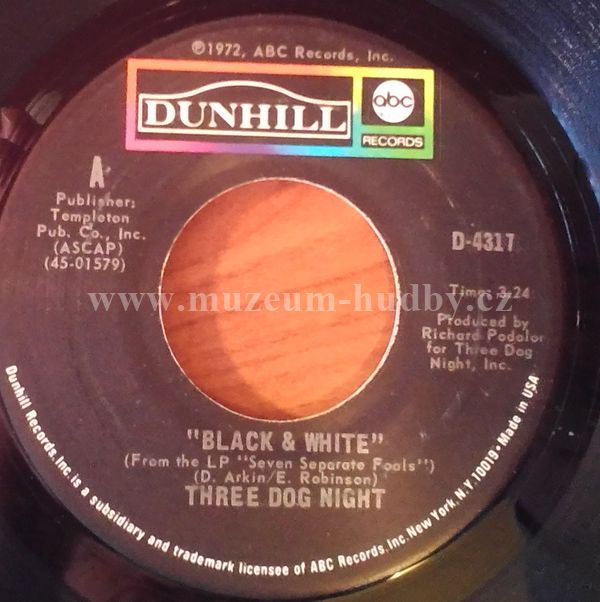 ℗1972, ABC Records, Inc.
DUNHILL
abc
RECORDS
A
Publisher:
Templeton
Pub. Co., Inc.
(ASCAP)
(45-01579)
D-4317
Time: 3:24
Produced by
Richard Podolor
for Three Dog
Night, Inc.
www.muzeum-hudby.cz
"BLACK & WHITE"
(From the LP "Seven Separate Fools")
(D. Arkin/E. Robinson)
THREE DOG NIGHT
Dunhill Records, Inc. is a subsidiary and trademark licensee of ABC Records, Inc. New York, N.Y. 10019 • Made in USA